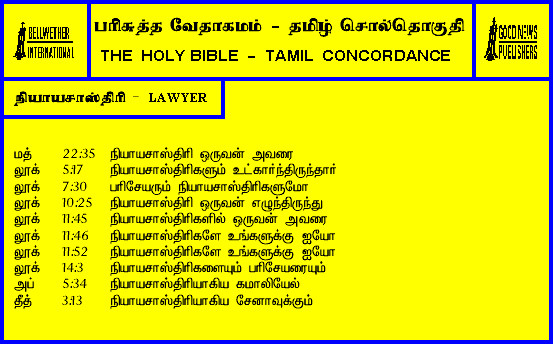 BELLWETHER
INTERNATIONAL
பரிசுத்த வேதாகமம் - தமிழ் சொல்தொகுதி
THE HOLY BIBLE - TAMIL CONCORDANCE
GOOD NEWS
PUBLISHERS
நியாயசாஸ்திரி - LAWYER
மத் 22:35 நியாயசாஸ்திரி ஒருவன் அவரை
லூக் 5:17 நியாயசாஸ்திரிகளும் உட்கார்ந்திருந்தார்
லூக் 7:30 பரிசேயரும் நியாயசாஸ்திரிகளுமோ
லூக் 10:25 நியாயசாஸ்திரி ஒருவன் எழுந்திருந்து
லூக் 11:45 நியாயசாஸ்திரிகளில் ஒருவன் அவரை
லூக் 11:46 நியாயசாஸ்திரிகளே உங்களுக்கு ஐயோ
லூக் 11:52 நியாயசாஸ்திரிகளே உங்களுக்கு ஐயோ
லூக் 14:3 நியாயசாஸ்திரிகளையும் பரிசேயரையும்
அப் 5:34 நியாயசாஸ்திரியாகிய கமாலியேல்
தீத் 3:13 நியாயசாஸ்திரியாகிய சேனாவுக்கும்